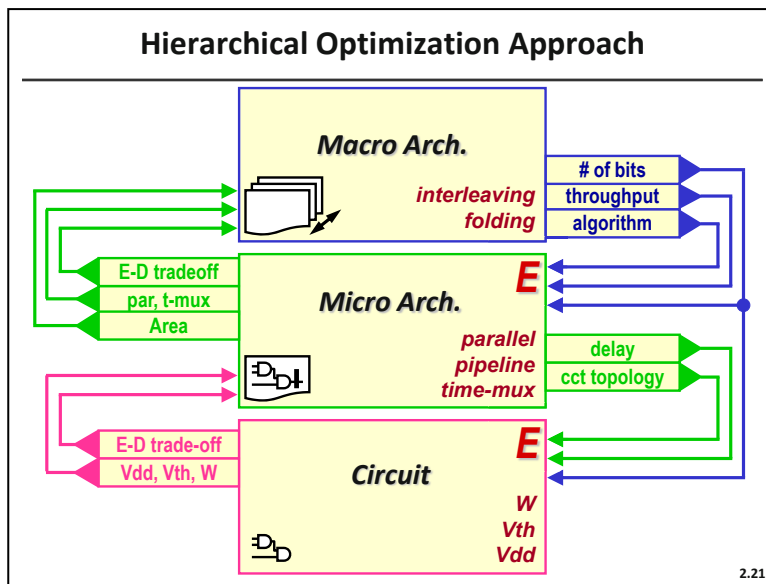 Hierarchical Optimization Approach
Macro Arch.
interleaving
folding
# of bits
throughput
algorithm
E-D tradeoff
par, t-mux
Area
E
Micro Arch.
parallel
pipeline
time-mux
delay
cct topology
E-D trade-off
Vdd, Vth, W
E
Circuit
W
Vth
Vdd
2.21